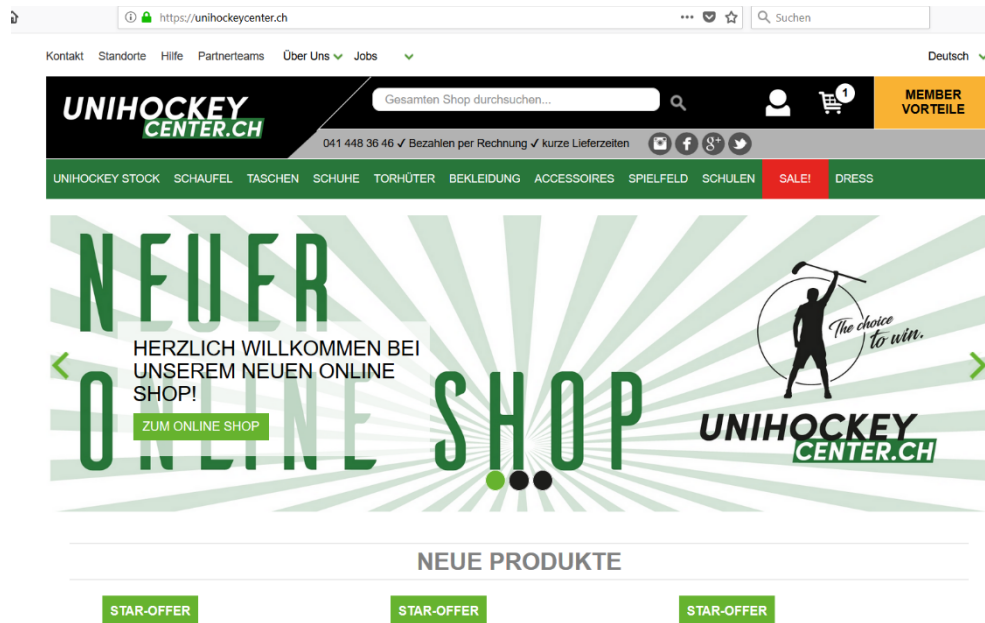 https://unihockeycenter.ch
Suchen
Kontakt Standorte Hilfe Partnerteams Über Uns Jobs Deutsch
UNIHOCKEY
CENTER.CH
Gesamten Shop durchsuchen...
1
MEMBER
VORTEILE
041 448 36 46 ✓ Bezahlen per Rechnung ✓ kurze Lieferzeiten
f g+
UNIHOCKEY STOCK SCHAUFEL TASCHEN SCHUHE TORHÜTER BEKLEIDUNG ACCESSOIRES SPIELFELD SCHULEN SALE! DRESS
NEUER
ONLINE SHOP
HERZLICH WILLKOMMEN BEI
UNSEREM NEUEN ONLINE
SHOP!
ZUM ONLINE SHOP
The choice
to win.
UNIHOCKEY
CENTER.CH
NEUE PRODUKTE
STAR-OFFER STAR-OFFER STAR-OFFER